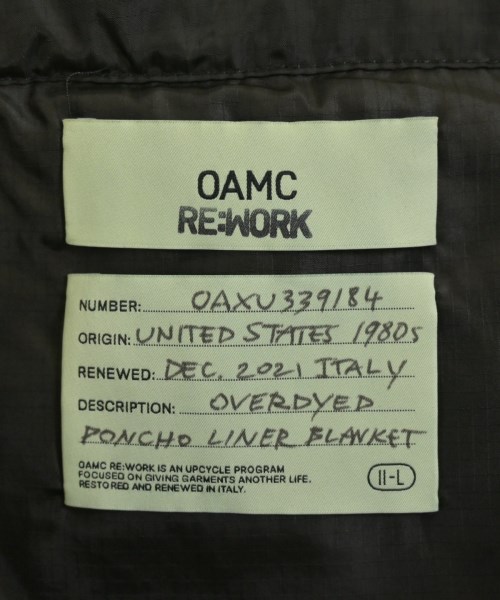 OAMC
RE:WORK
NUMBER: OAXU339184
ORIGIN: UNITED STATES 1980s
RENEWED: DEC. 2021 ITALY
DESCRIPTION: OVERDYED
PONCHO LINER BLANKET
OAMC RE:WORK IS AN UPCYCLE PROGRAM
FOCUSED ON GIVING GARMENTS ANOTHER LIFE.
RESTORED AND RENEWED IN ITALY.
II-L